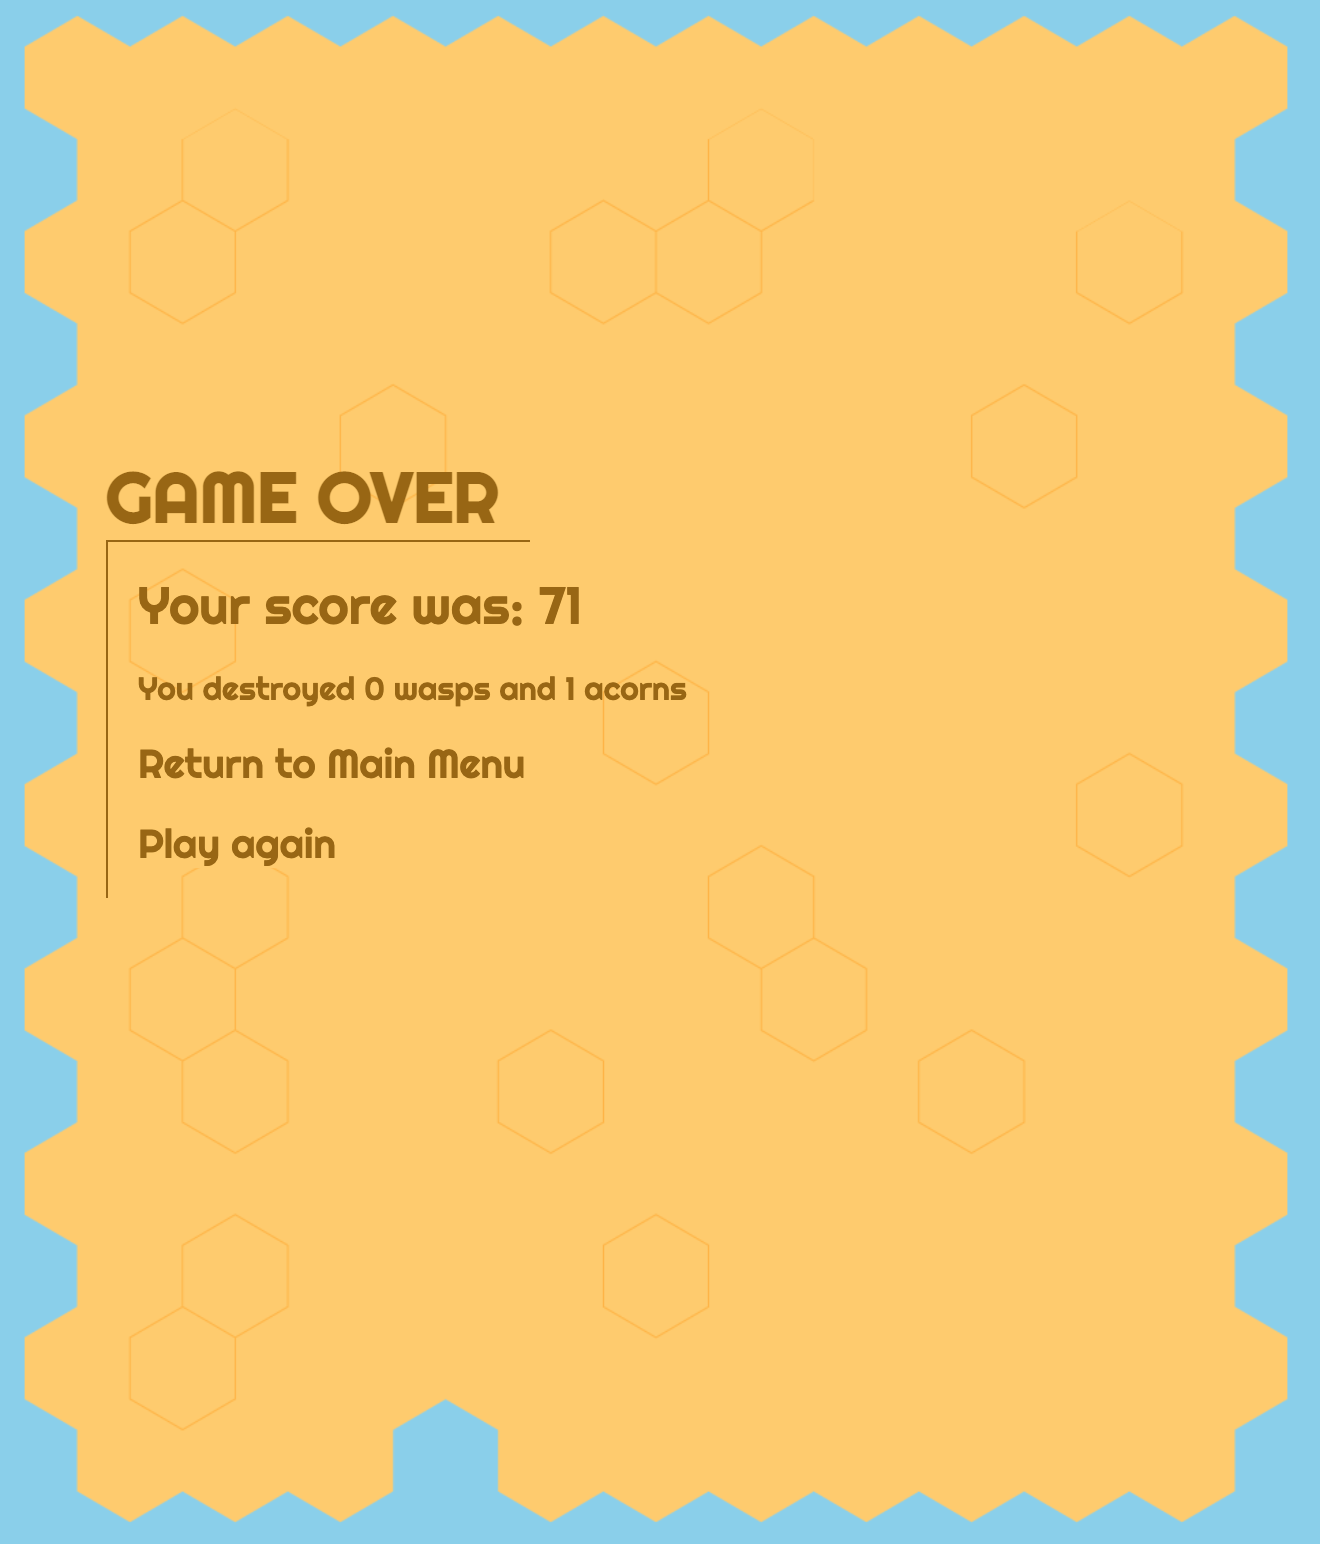 GAME OVER
Your score was: 71
You destroyed 0 wasps and 1 acorns
Return to Main Menu
Play again